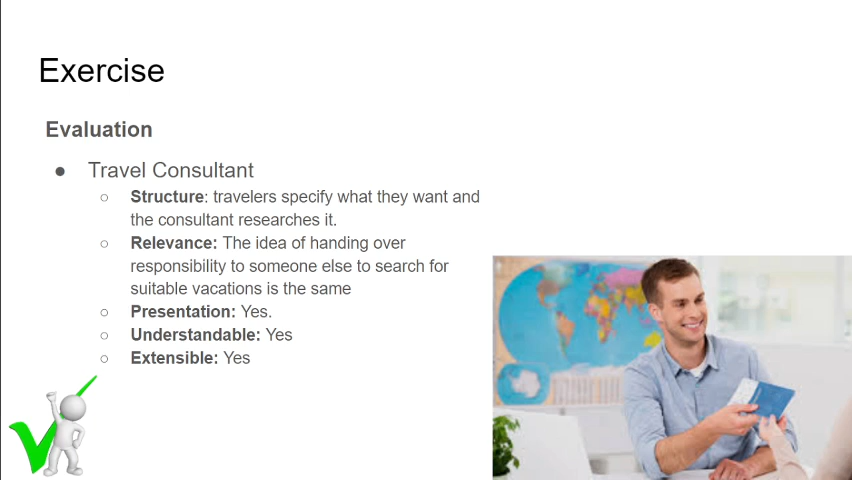 Exercise
Evaluation
● Travel Consultant
○ Structure: travelers specify what they want and
the consultant researches it.
○ Relevance: The idea of handing over
responsibility to someone else to search for
suitable vacations is the same
○ Presentation: Yes.
○ Understandable: Yes
○ Extensible: Yes